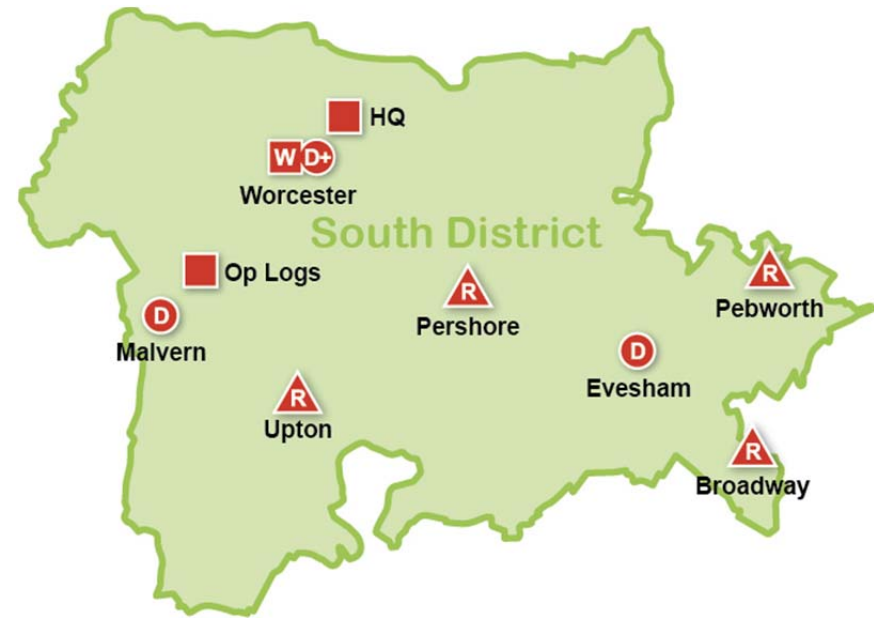 HQ
W D+
Worcester
South District
Op Logs
R
Pebworth
R
Pershore
D
Malvern
D
Evesham
R
Upton
R
Broadway